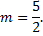 m = 5/2.